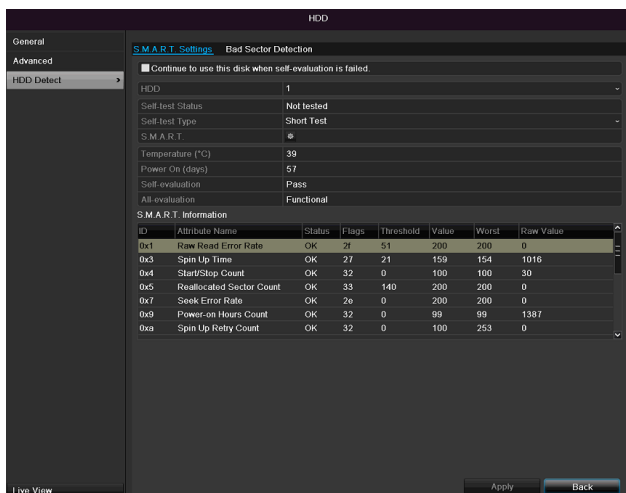 HDD
General
Advanced
HDD Detect >
S.M.A.R.T. Settings Bad Sector Detection
Continue to use this disk when self-evaluation is failed.
HDD 1
Self-test Status Not tested
Self-test Type Short Test
S.M.A.R.T.
Temperature (°C) 39
Power On (days) 57
Self-evaluation Pass
All-evaluation Functional
S.M.A.R.T. Information
ID Attribute Name Status Flags Threshold Value Worst Raw Value
0x1 Raw Read Error Rate OK 2f 51 200 200 0
0x3 Spin Up Time OK 27 21 159 154 1016
0x4 Start/Stop Count OK 32 0 100 100 30
0x5 Reallocated Sector Count OK 33 140 200 200 0
0x7 Seek Error Rate OK 2e 0 200 200 0
0x9 Power-on Hours Count OK 32 0 99 99 1387
0xa Spin Up Retry Count OK 32 0 100 253 0
Live View Apply Back